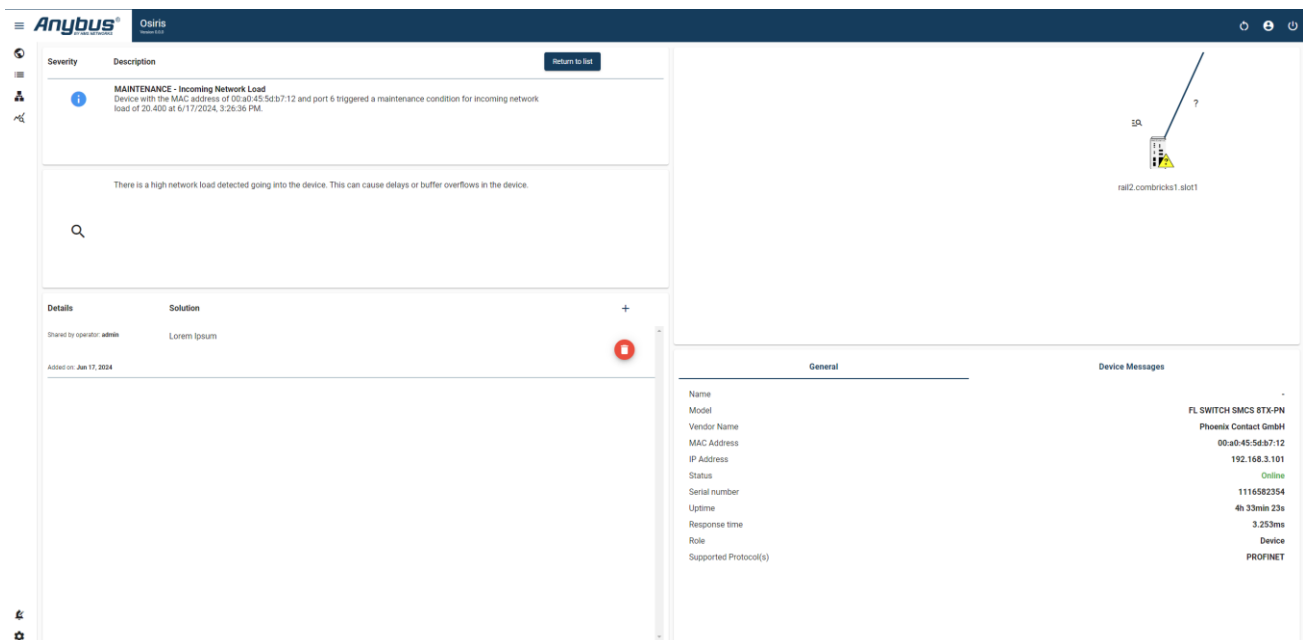 Anybus®
BY HMS NETWORKS
Osiris
Severity Description Return to list
MAINTENANCE - Incoming Network Load
Device with the MAC address of 00:a0:45:5d:b7:12 and port 6 triggered a maintenance condition for incoming network
load of 20.400 at 6/17/2024, 3:26:36 PM.
There is a high network load detected going into the device. This can cause delays or buffer overflows in the device.
Details Solution +
Shared by operator: admin Lorem Ipsum
Added on: Jun 17, 2024
?
rail2.combricks1.slot1
General Device Messages
Name -
Model FL SWITCH SMCS 8TX-PN
Vendor Name Phoenix Contact GmbH
MAC Address 00:a0:45:5d:b7:12
IP Address 192.168.3.101
Status Online
Serial number 1116582354
Uptime 4h 33min 23s
Response time 3.253ms
Role Device
Supported Protocol(s) PROFINET